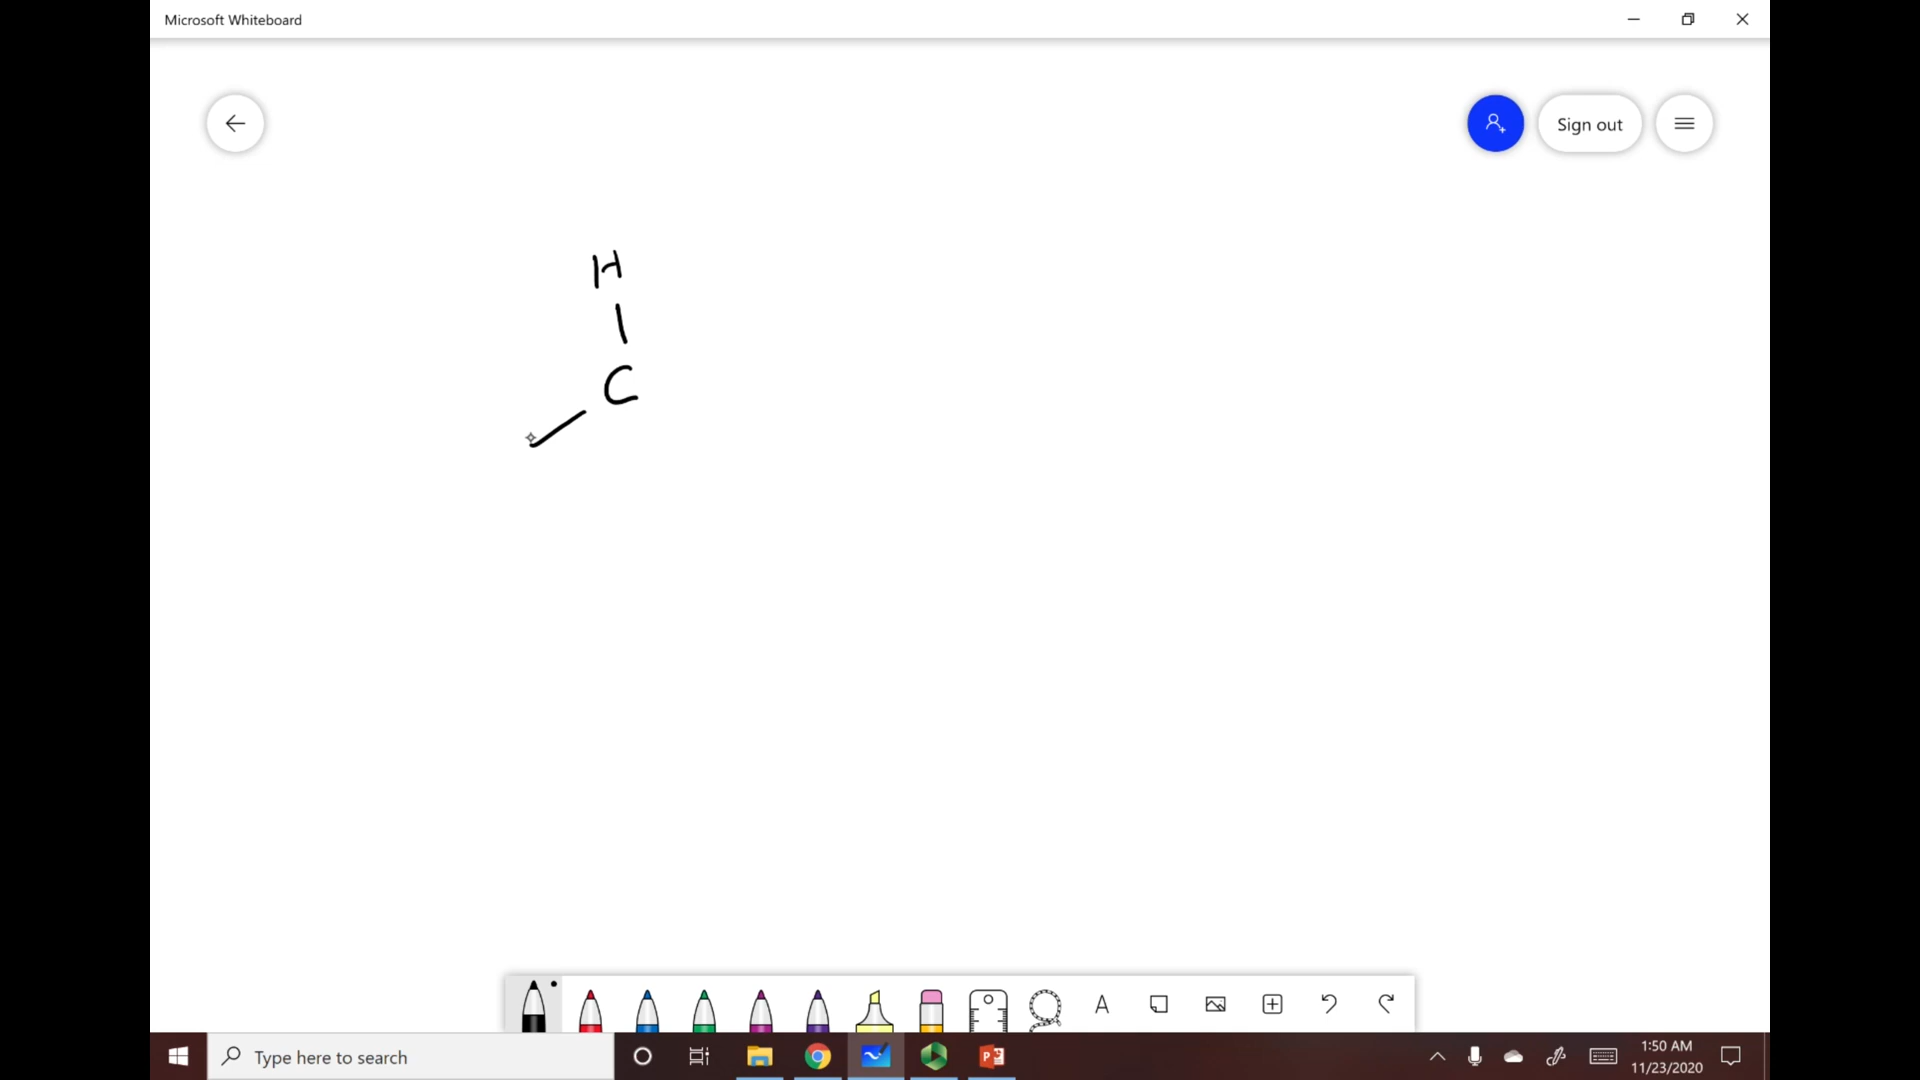 Microsoft Whiteboard
Sign out
H
C
A
Type here to search
1:50 AM
11/23/2020